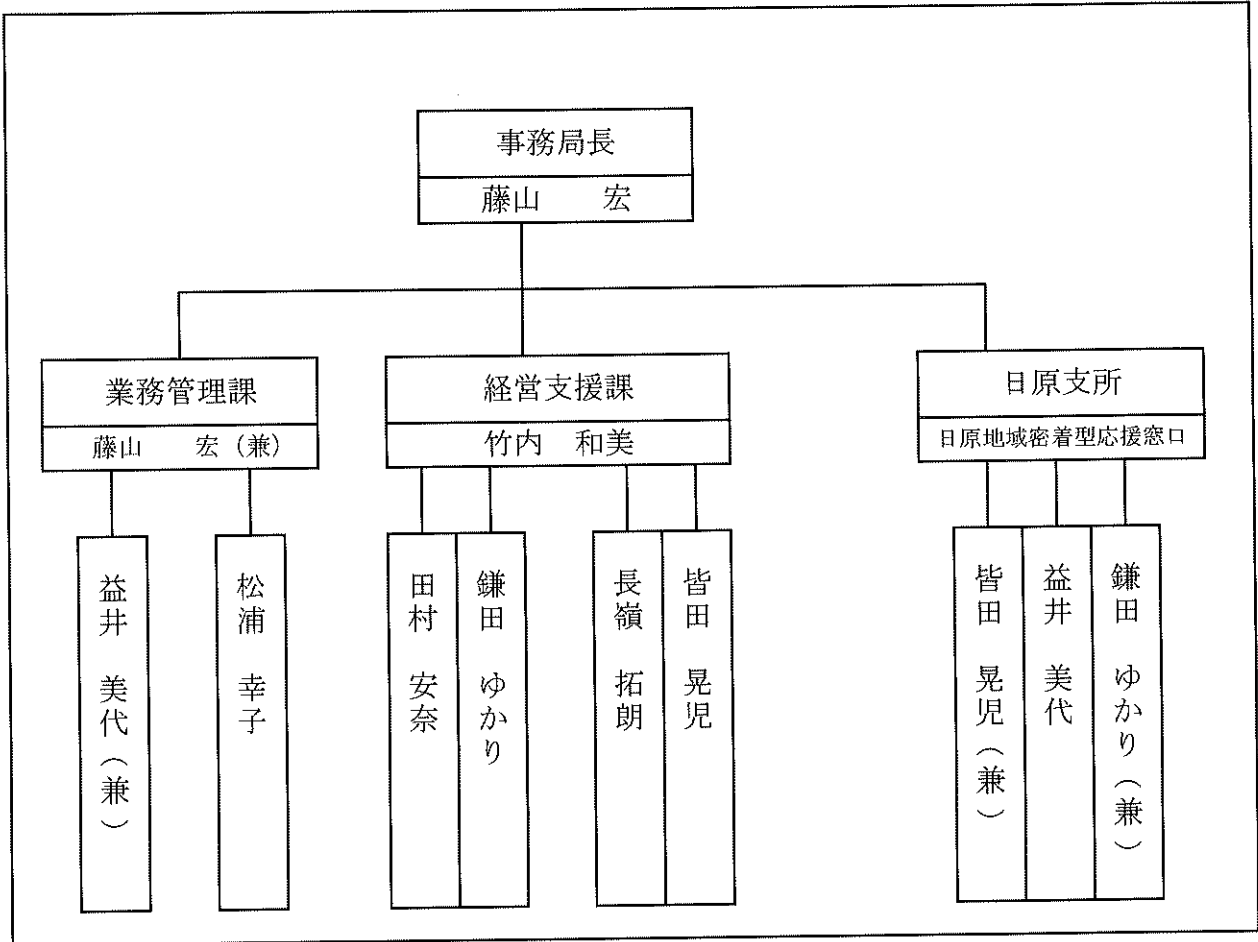 事務局長
藤山 宏
業務管理課
藤山 宏（兼）
経営支援課
竹内 和美
日原支所
日原地域密着型応援窓口
益井 美代（兼）
松浦 幸子
田村 安奈
鎌田 ゆかり
長嶺 拓朗
皆田 晃児
皆田 晃児（兼）
益井 美代
鎌田 ゆかり（兼）